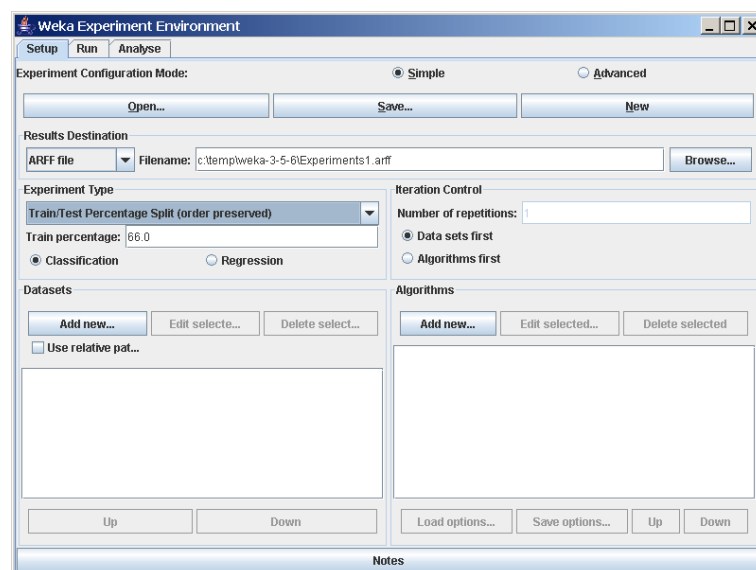 Weka Experiment Environment
Setup Run Analyse
Experiment Configuration Mode: Simple Advanced
Open... Save... New
Results Destination
ARFF file Filename: c:\temp\weka-3-5-6\Experiments1.arff Browse...
Experiment Type
Train/Test Percentage Split (order preserved)
Train percentage: 66.0
Classification Regression
Iteration Control
Number of repetitions: 1
Data sets first
Algorithms first
Datasets
Add new... Edit selecte... Delete select...
Use relative pat...
Up Down
Algorithms
Add new... Edit selected... Delete selected
Load options... Save options... Up Down
Notes